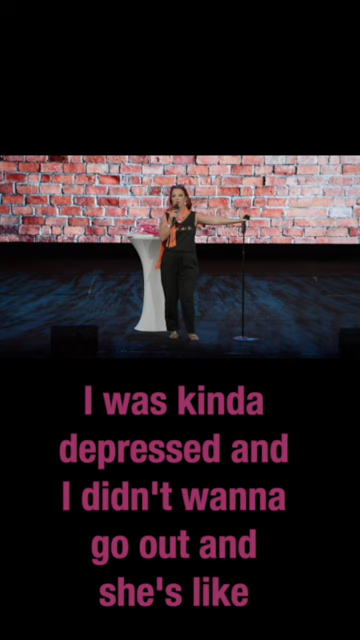 I was kinda
depressed and
I didn't wanna
go out and
she's like